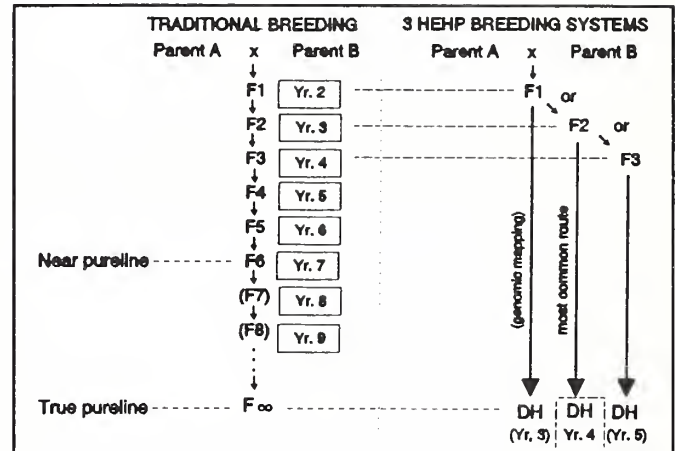 TRADITIONAL BREEDING 3 HEHP BREEDING SYSTEMS
Parent A x Parent B Parent A x Parent B
F1 Yr. 2 F1 or
F2 Yr. 3 F2 or
F3 Yr. 4 F3
F4 Yr. 5
F5 Yr. 6
Near pureline F6 Yr. 7
(F7) Yr. 8
(F8) Yr. 9
(genomic mapping)
most common route
True pureline F ∞ DH DH DH
(Yr. 3) Yr. 4 (Yr. 5)